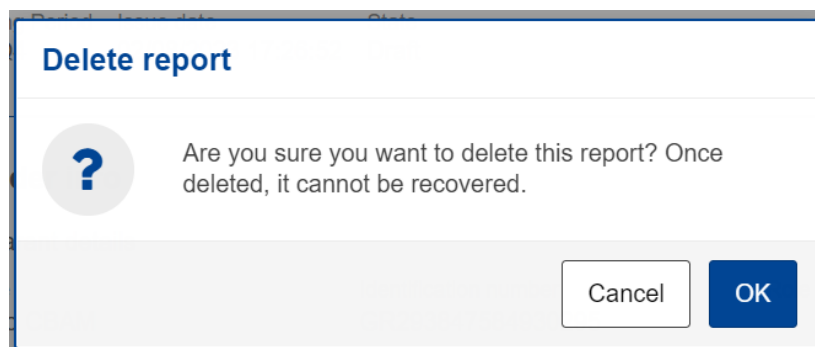 Delete report
?
Are you sure you want to delete this report? Once
deleted, it cannot be recovered.
Cancel
OK